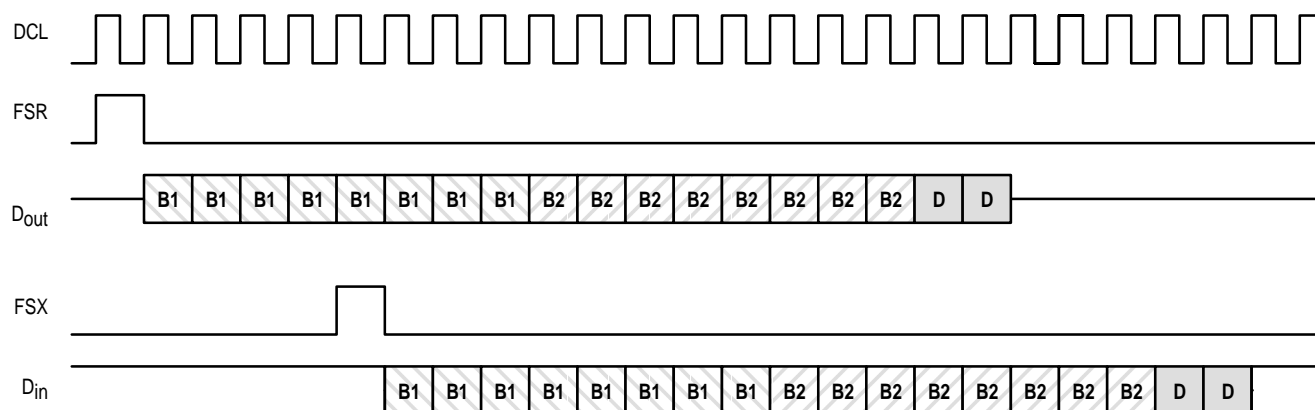 DCL
FSR
Dout B1 B1 B1 B1 B1 B1 B1 B1 B2 B2 B2 B2 B2 B2 B2 B2 D D
FSX
Din B1 B1 B1 B1 B1 B1 B1 B1 B2 B2 B2 B2 B2 B2 B2 B2 D D